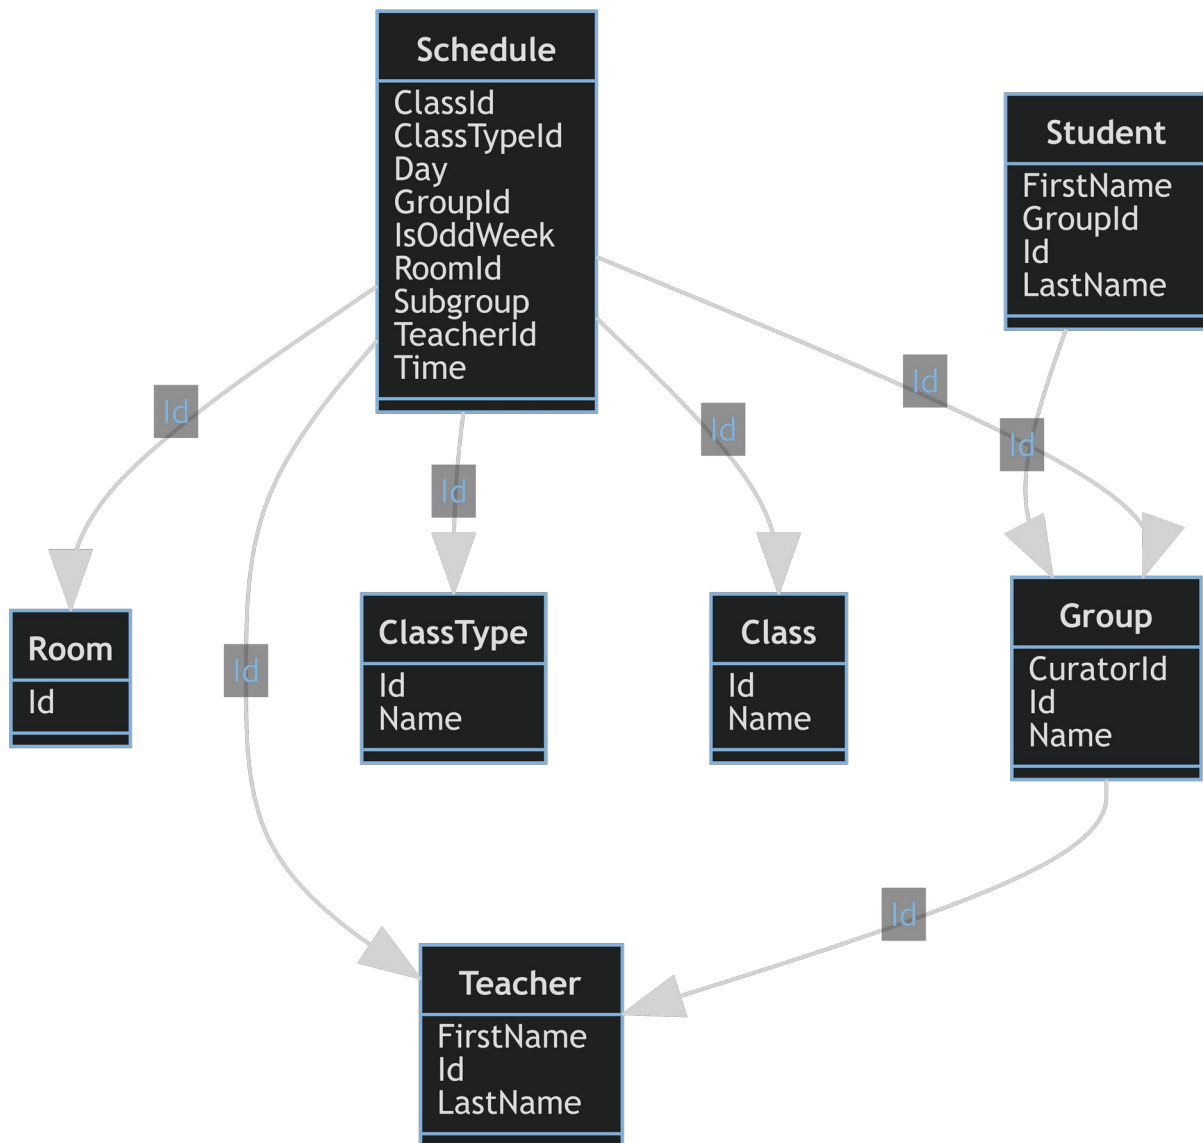 Schedule
ClassId
ClassTypeId
Day
GroupId
IsOddWeek
RoomId
Subgroup
TeacherId
Time
Student
FirstName
GroupId
Id
LastName
Id
Id
Id
Id
Id
Id
Room
Id
ClassType
Id
Name
Class
Id
Name
Group
CuratorId
Id
Name
Id
Teacher
FirstName
Id
LastName